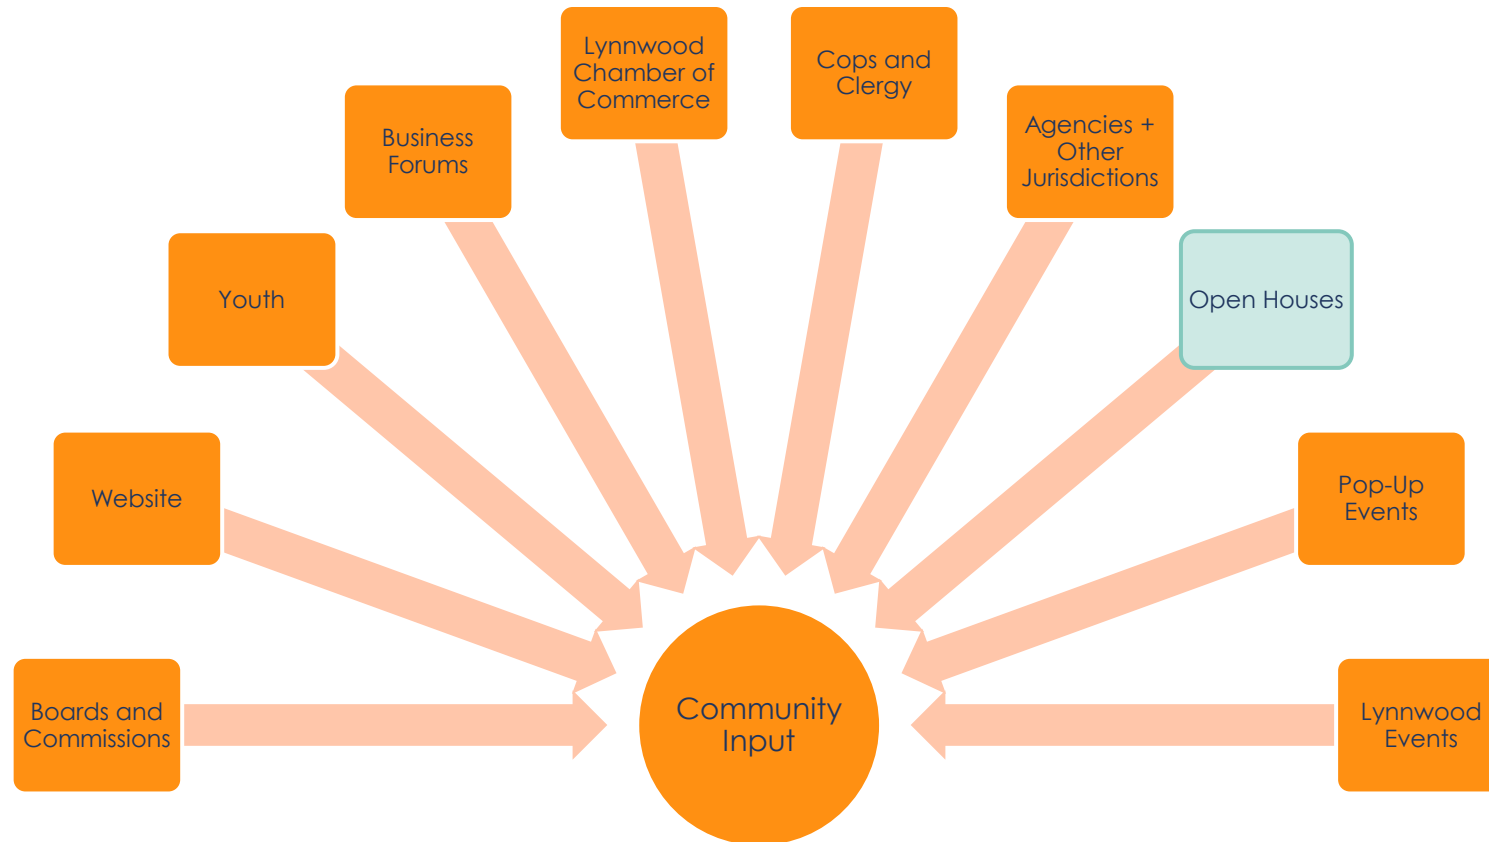 Lynnwood
Chamber of
Commerce
Cops and
Clergy
Business
Forums
Agencies +
Other
Jurisdictions
Youth
Open Houses
Website
Pop-Up
Events
Boards and
Commissions
Community
Input
Lynnwood
Events